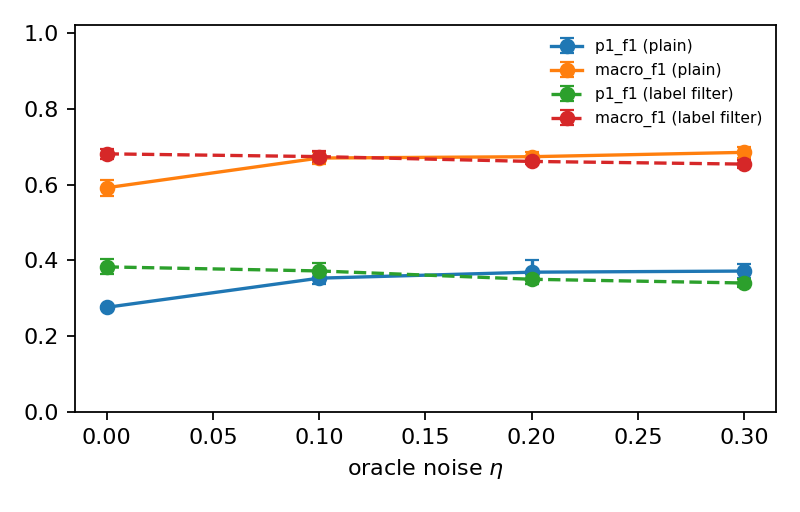 1.0
0.8
0.6
0.4
0.2
0.0
p1_f1 (plain)
macro_f1 (plain)
p1_f1 (label filter)
macro_f1 (label filter)
0.00 0.05 0.10 0.15 0.20 0.25 0.30
oracle noise η